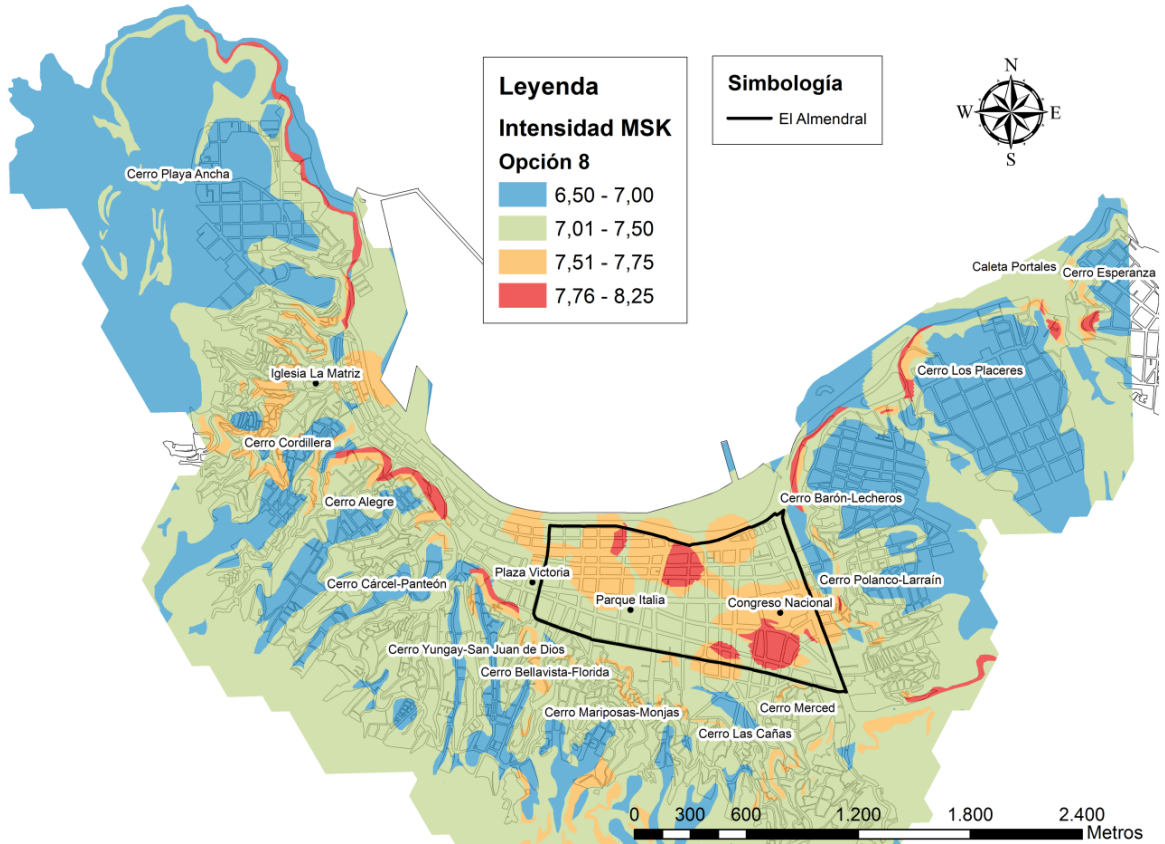 Leyenda
Intensidad MSK
Opción 8
6,50 - 7,00
7,01 - 7,50
7,51 - 7,75
7,76 - 8,25
Simbología
El Almendral
N
W
E
S
Cerro Playa Ancha
Caleta Portales
Cerro Esperanza
Iglesia La Matriz
Cerro Los Placeres
Cerro Cordillera
Cerro Alegre
Cerro Barón-Lecheros
Plaza Victoria
Cerro Cárcel-Panteón
Cerro Polanco-Larraín
Parque Italia
Congreso Nacional
Cerro Yungay-San Juan de Dios
Cerro Bellavista-Florida
Cerro Mariposas-Monjas
Cerro Merced
Cerro Las Cañas
0 300 600 1.200 1.800 2.400
Metros